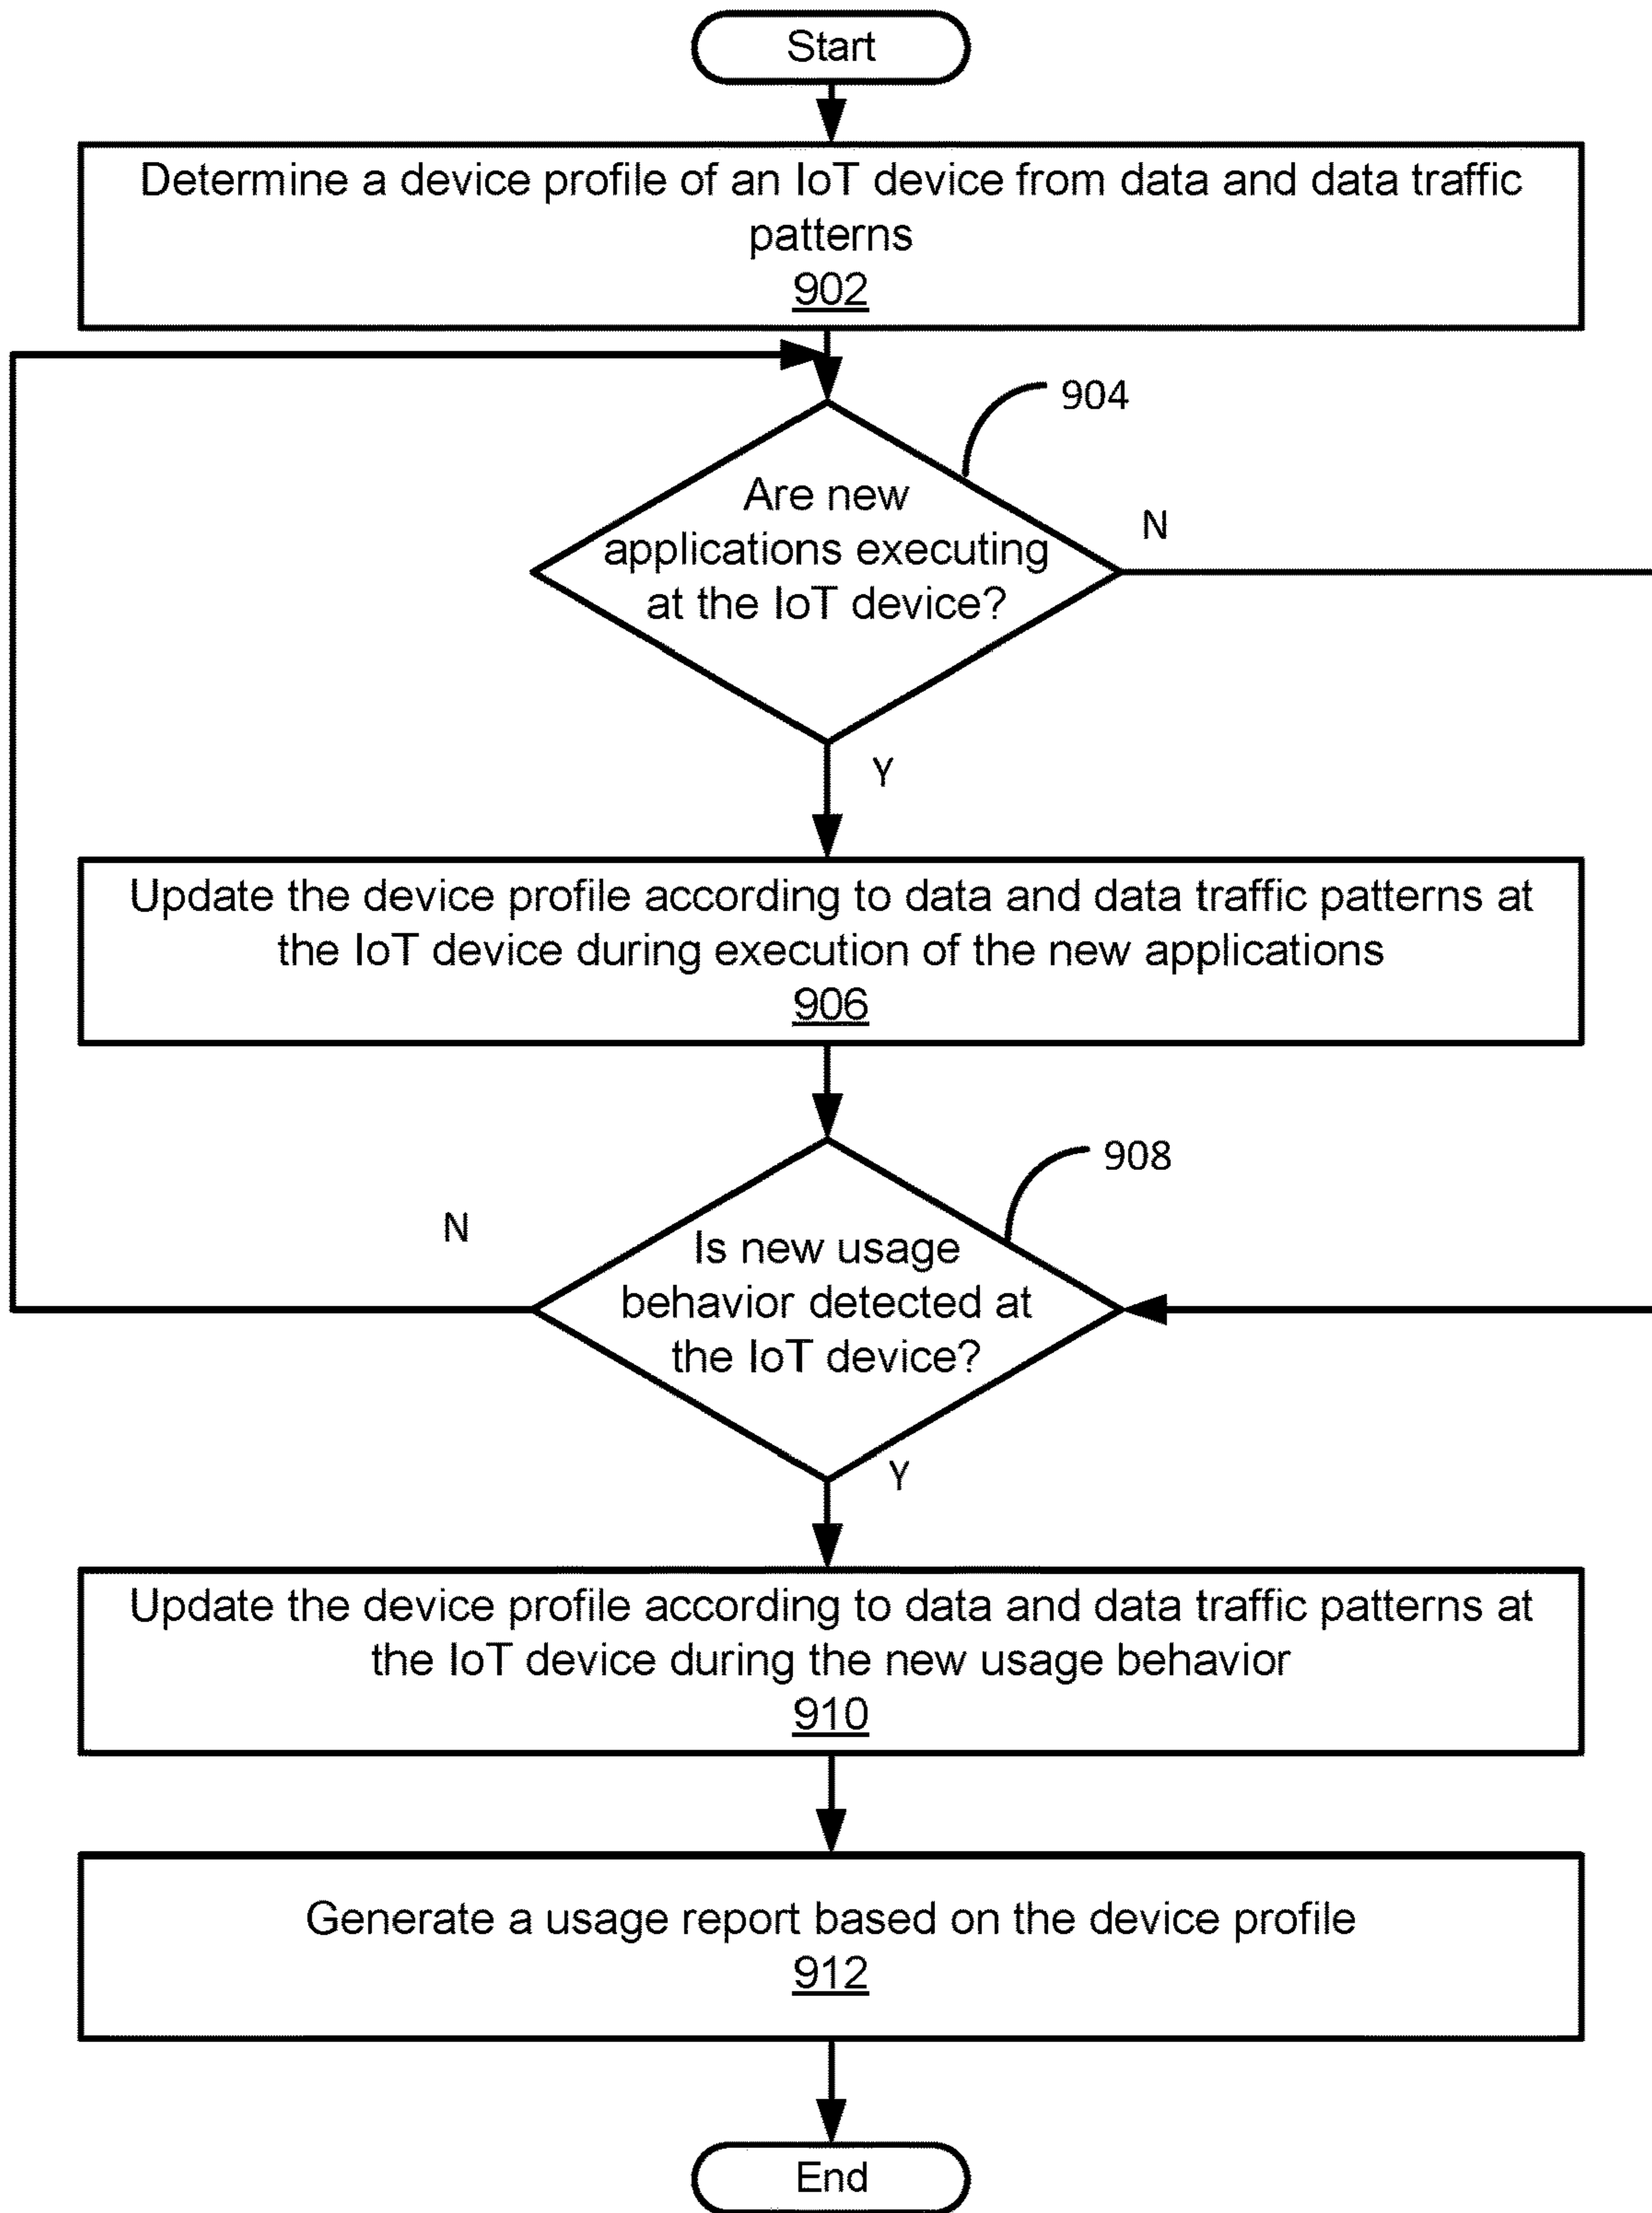 Start
Determine a device profile of an IoT device from data and data traffic
patterns
902
904
Are new
applications executing
at the IoT device?
N
Y
Update the device profile according to data and data traffic patterns at
the IoT device during execution of the new applications
906
908
N
Is new usage
behavior detected at
the IoT device?
Y
Update the device profile according to data and data traffic patterns at
the IoT device during the new usage behavior
910
Generate a usage report based on the device profile
912
End